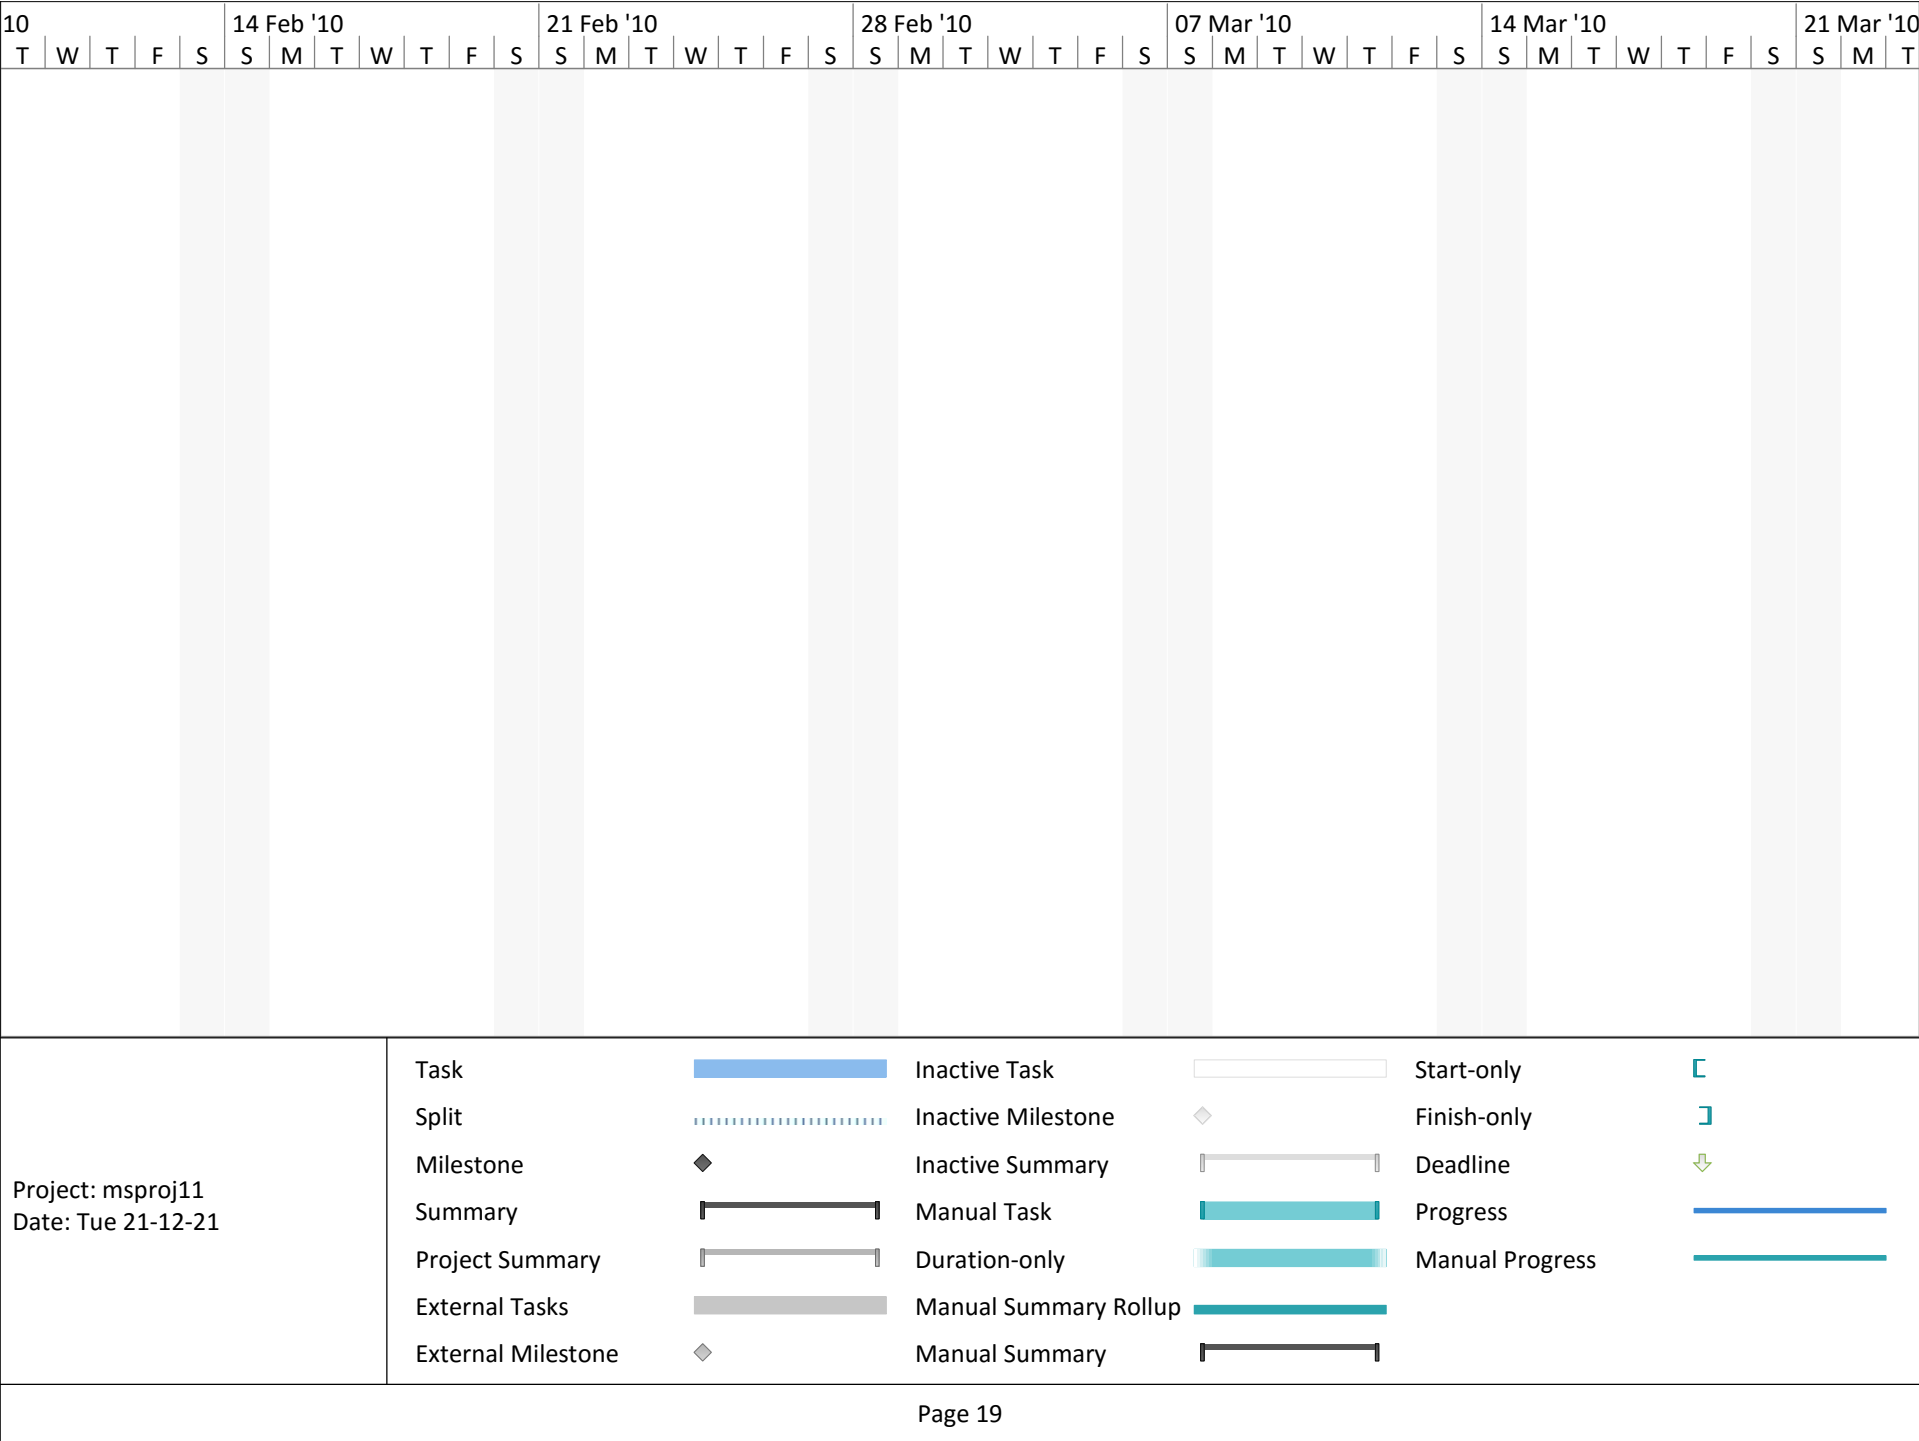 10 14 Feb '10 21 Feb '10 28 Feb '10 07 Mar '10 14 Mar '10 21 Mar '10
T W T F S S M T W T F S S M T W T F S S M T W T F S S M T W T F S S M T W T F S S M T
Task Inactive Task Start-only
Split Inactive Milestone Finish-only
Milestone Inactive Summary Deadline
Project: msproj11
Date: Tue 21-12-21
Summary Manual Task Progress
Project Summary Duration-only Manual Progress
External Tasks Manual Summary Rollup
External Milestone Manual Summary
Page 19